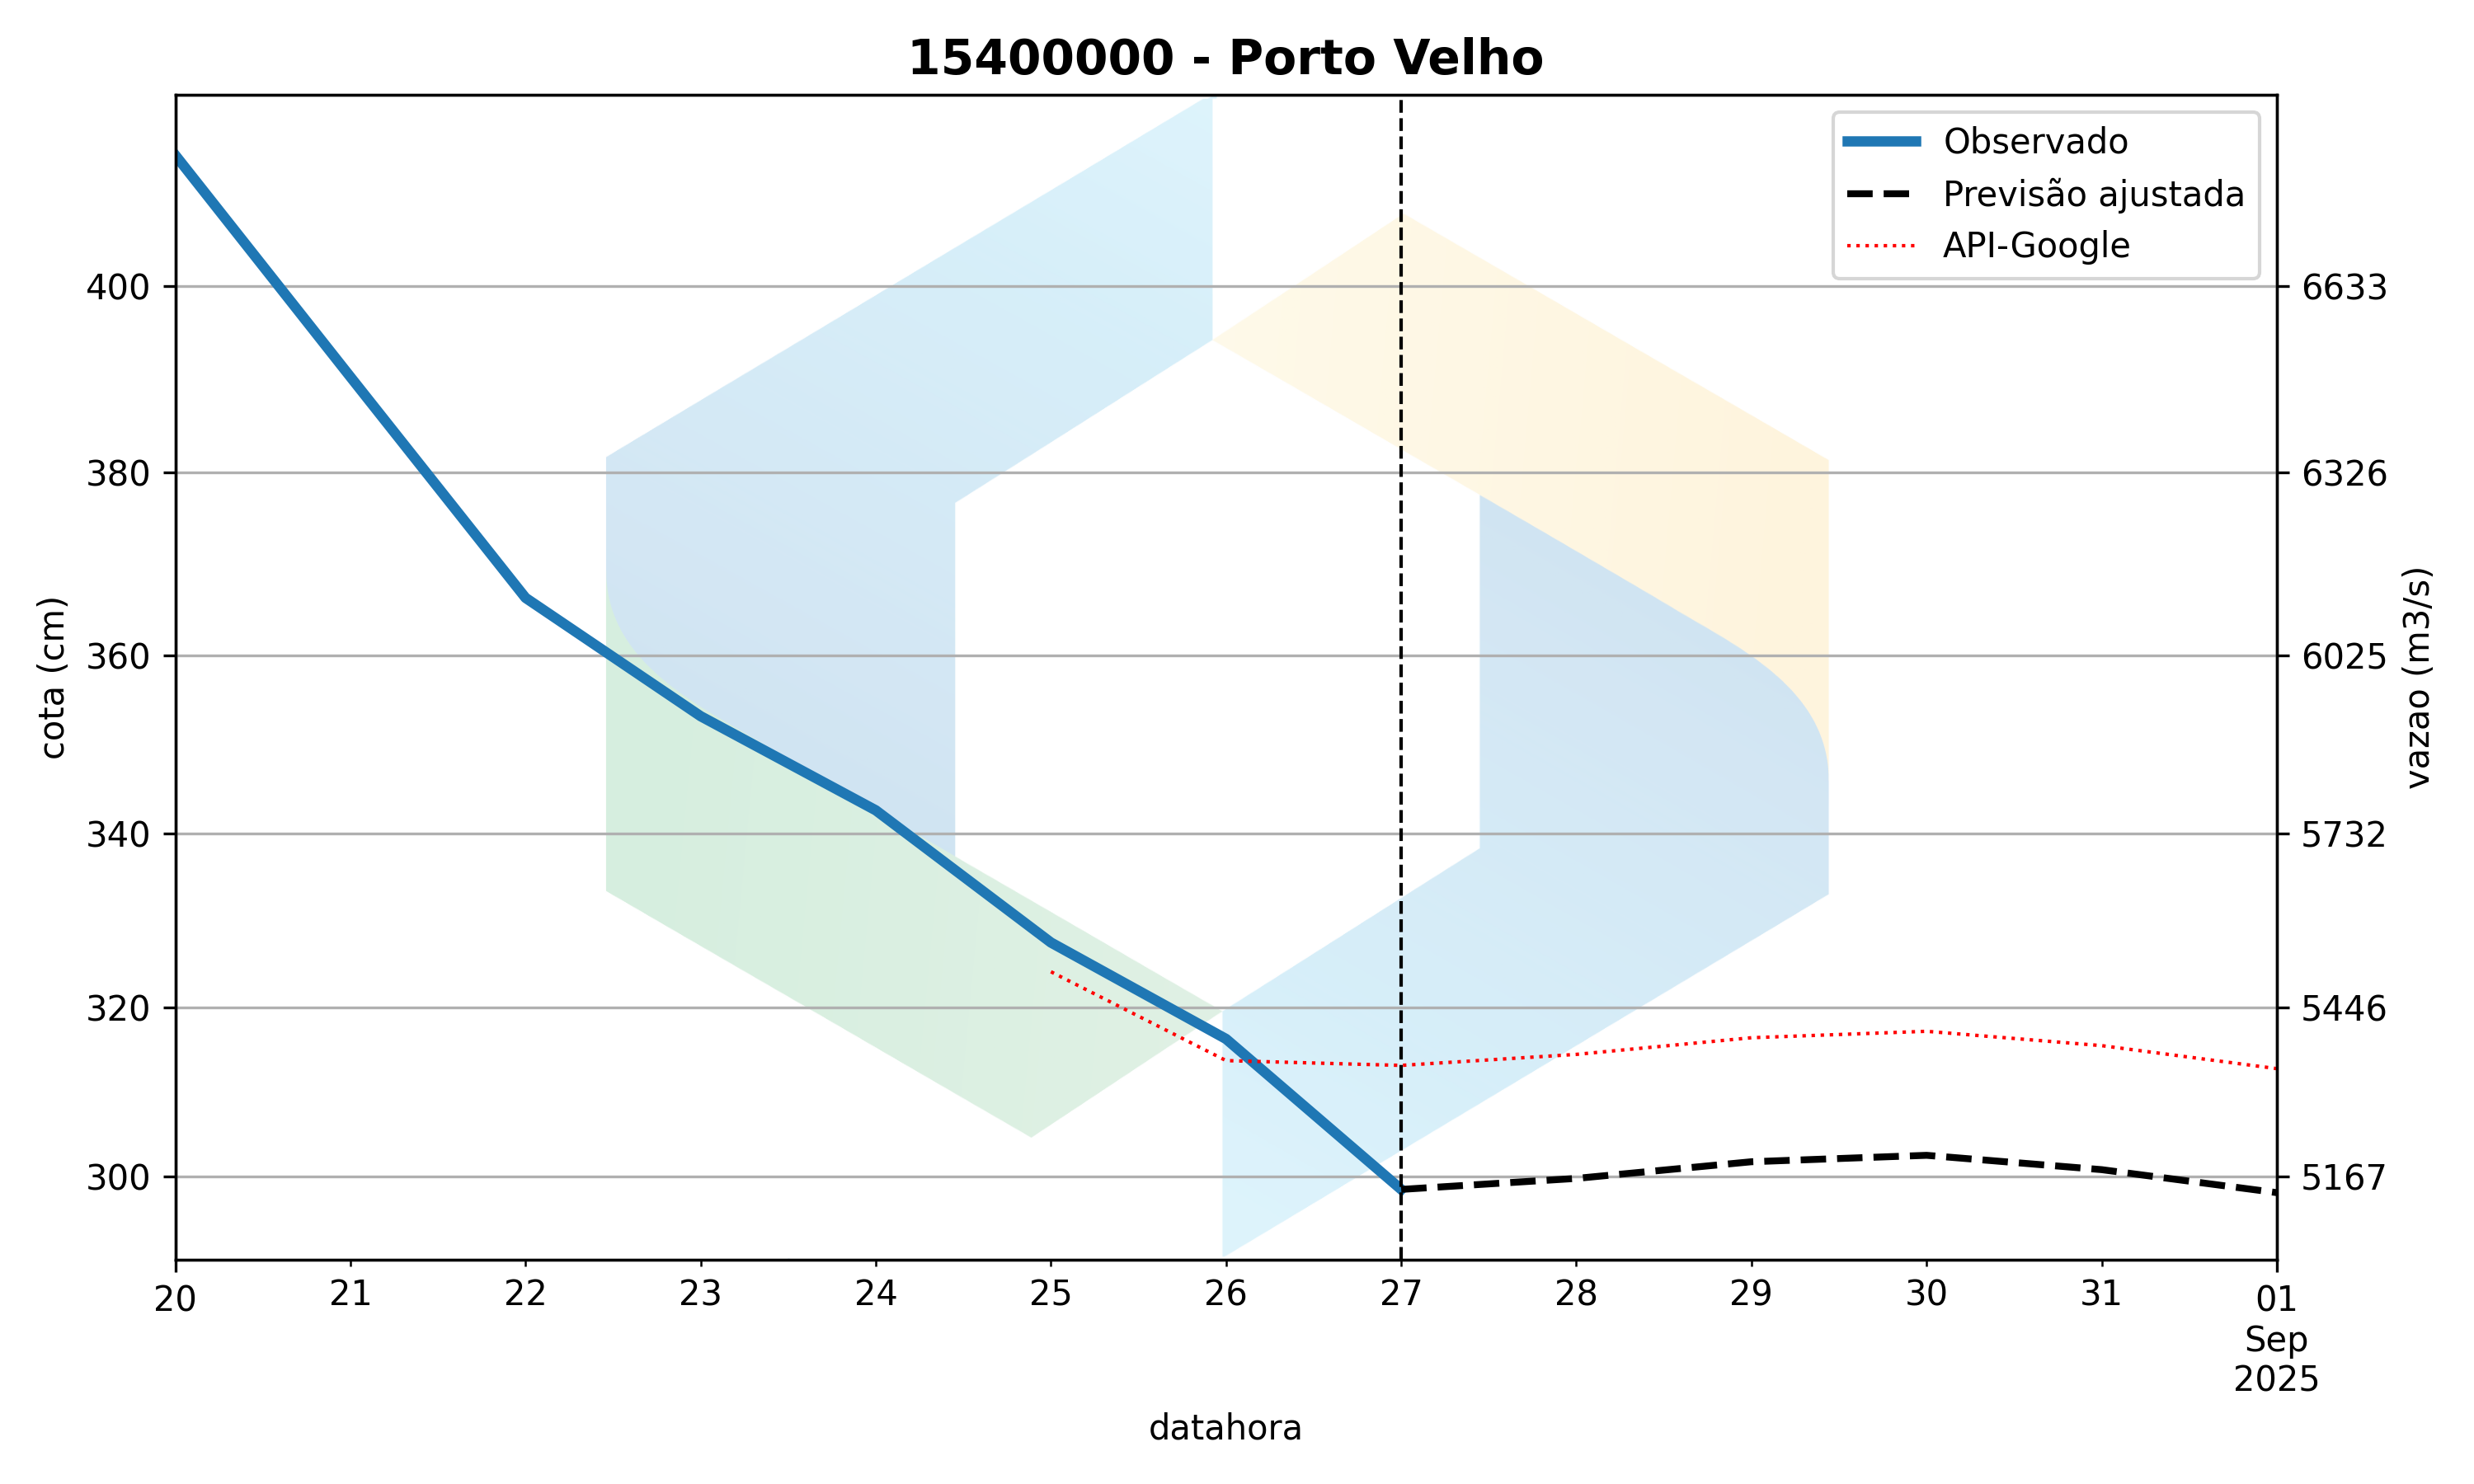 15400000 - Porto Velho
Observado
Previsão ajustada
API-Google
400
380
360
340
320
300
cota (cm)
6633
6326
6025
5732
5446
5167
vazao (m3/s)
20 21 22 23 24 25 26 27 28 29 30 31 01
Sep
2025
datahora